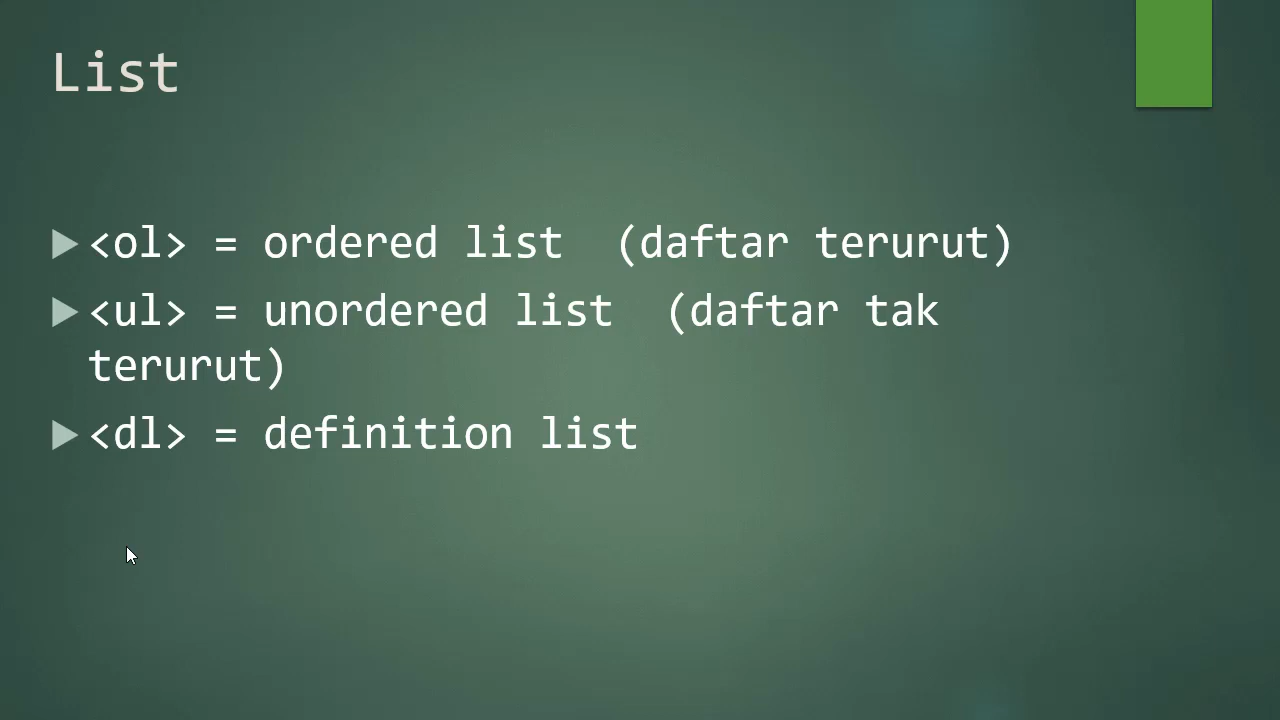 List
<ol> = ordered list  (daftar terurut)
<ul> = unordered list  (daftar tak
terurut)
<dl> = definition list